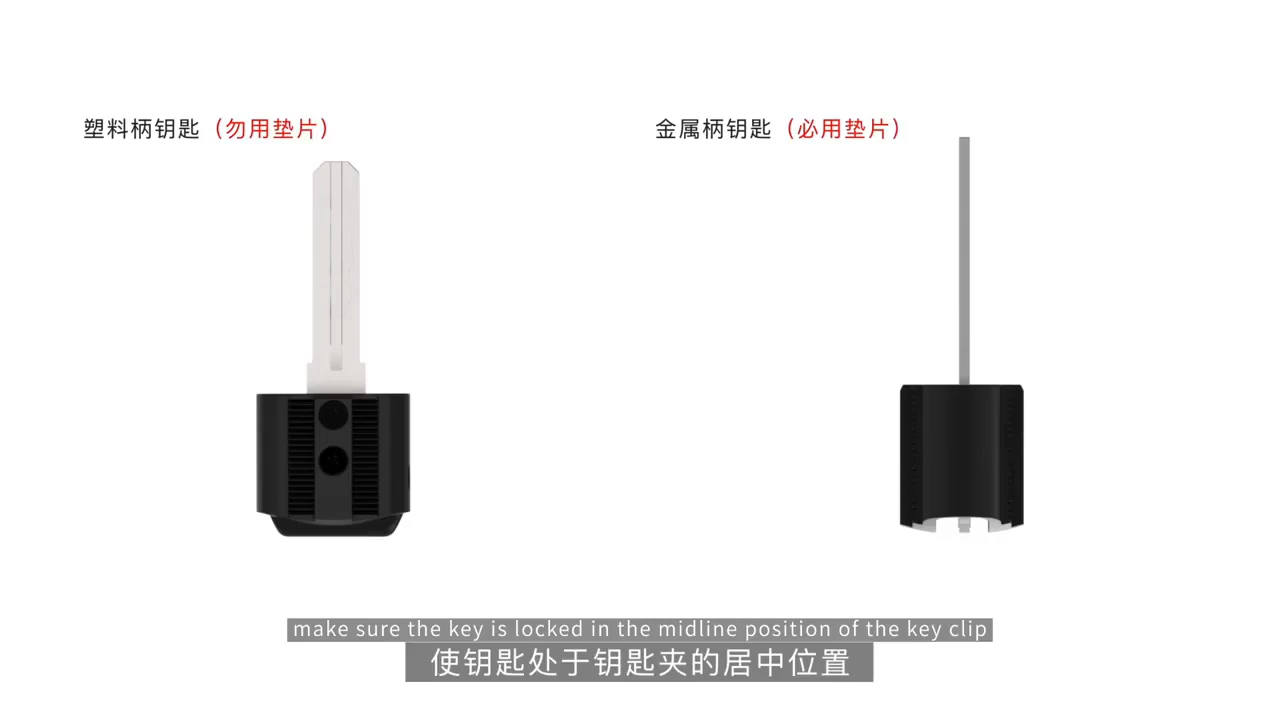 塑料柄钥匙（勿用垫片）
金属柄钥匙（必用垫片）
make sure the key is locked in the midline position of the key clip
使钥匙处于钥匙夹的居中位置